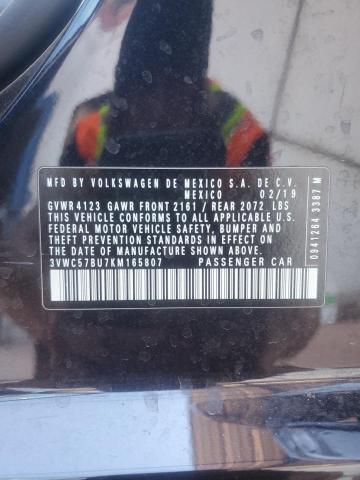 MFD BY VOLKSWAGEN DE MEXICO S.A. DE C.V.
MEXICO 02/19
GVWR4123 GAWR FRONT 2161 / REAR 2072 LBS
THIS VEHICLE CONFORMS TO ALL APPLICABLE U.S.
FEDERAL MOTOR VEHICLE SAFETY, BUMPER AND
THEFT PREVENTION STANDARDS IN EFFECT ON THE
DATE OF MANUFACTURE SHOWN ABOVE.
3VWC57BU7KM165807 PASSENGER CAR
0941264 3387 M